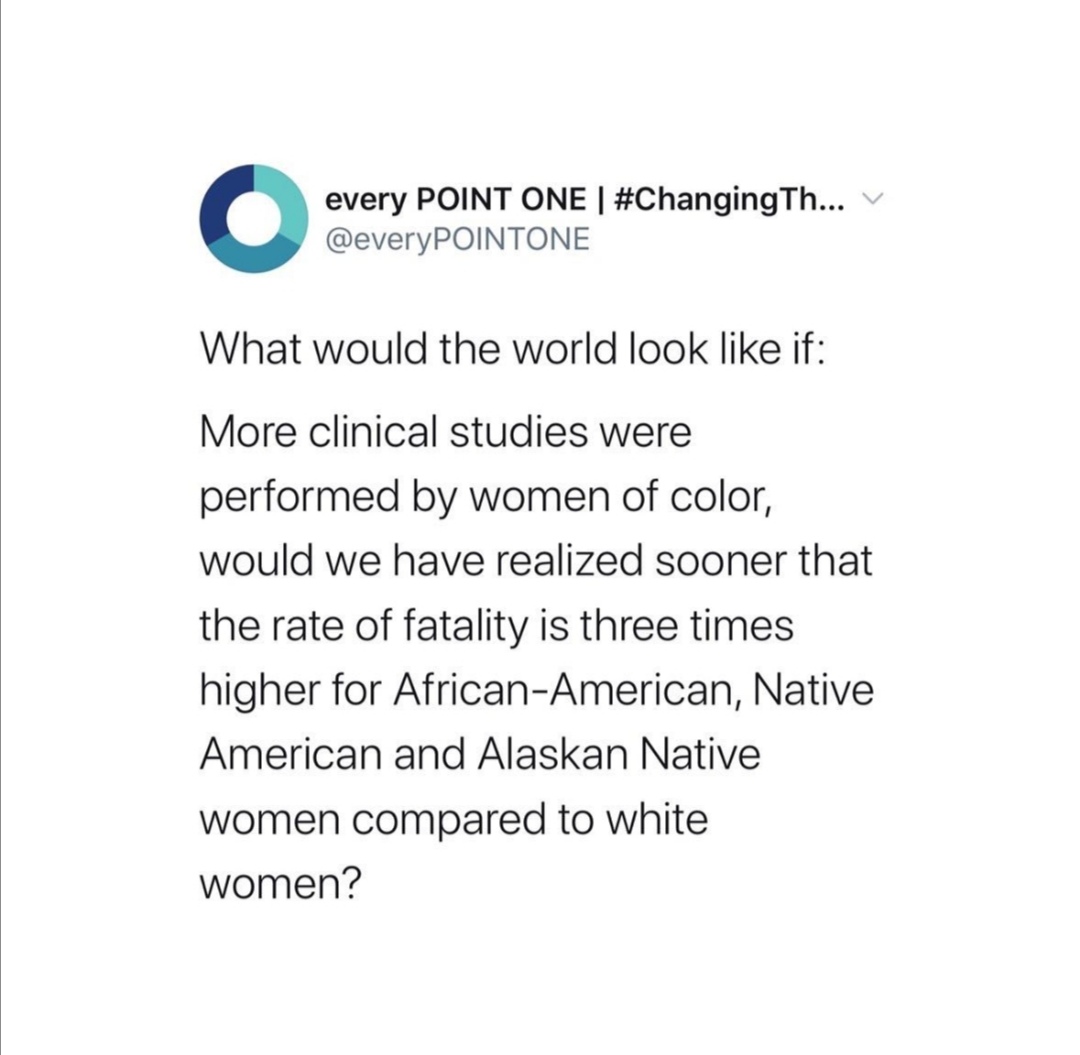 every POINT ONE | #ChangingTh...
@everyPOINTONE
What would the world look like if:
More clinical studies were
performed by women of color,
would we have realized sooner that
the rate of fatality is three times
higher for African-American, Native
American and Alaskan Native
women compared to white
women?